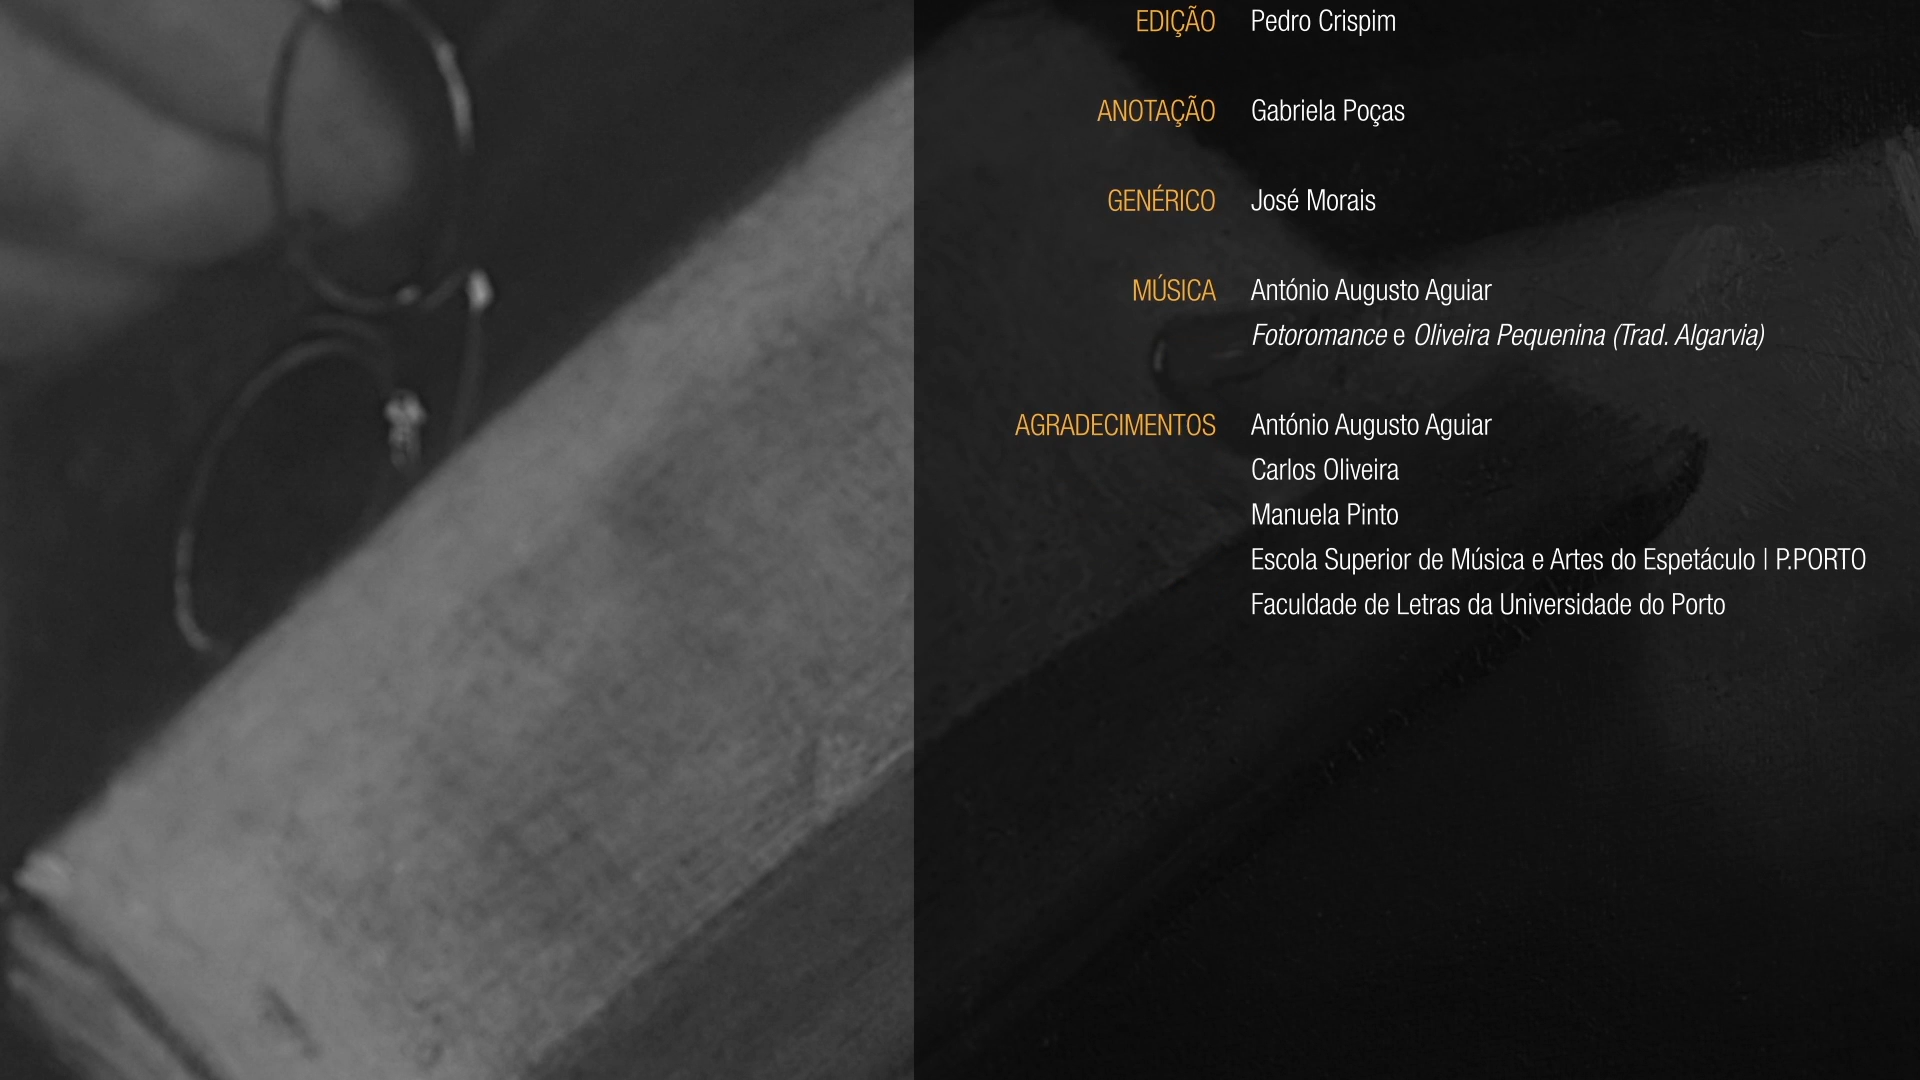 EDIÇÃO Pedro Crispim
ANOTAÇÃO Gabriela Poças
GENÉRICO José Morais
MÚSICA António Augusto Aguiar
Fotoromance e Oliveira Pequenina (Trad. Algarvia)
AGRADECIMENTOS António Augusto Aguiar
Carlos Oliveira
Manuela Pinto
Escola Superior de Música e Artes do Espetáculo | P.PORTO
Faculdade de Letras da Universidade do Porto